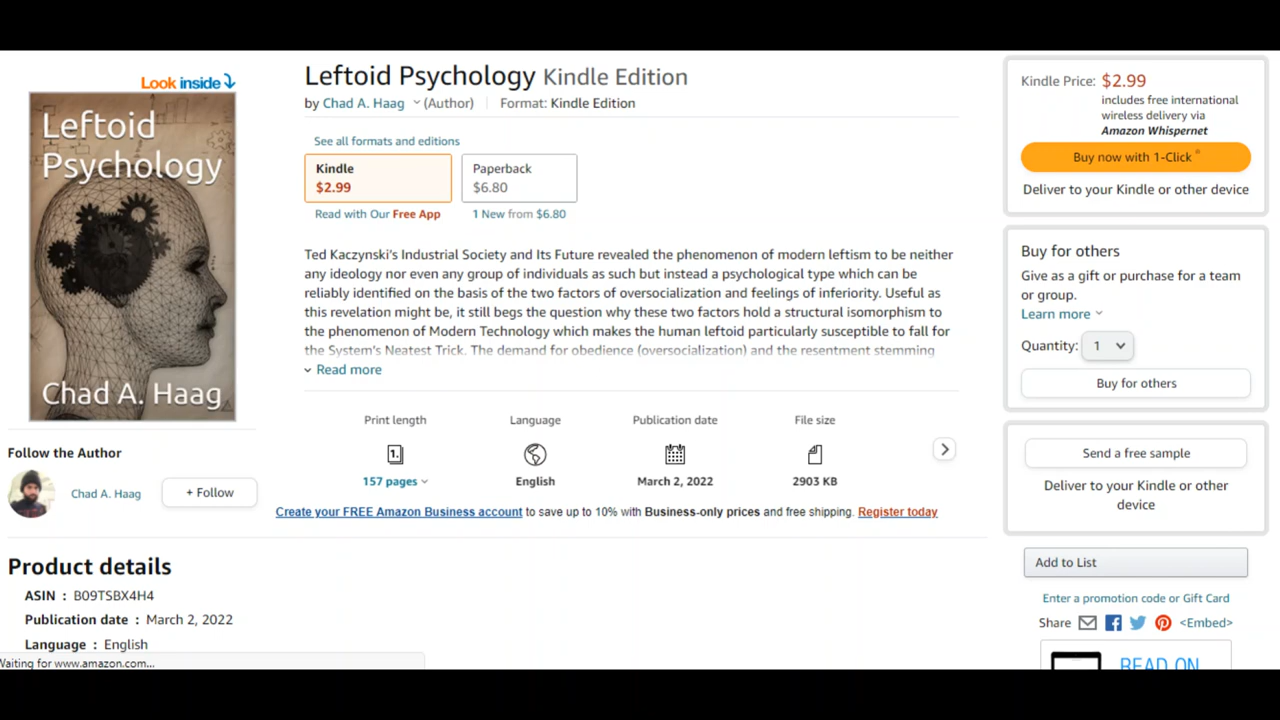 Look inside
Leftoid
Psychology
Chad A. Haag
Follow the Author
Chad A. Haag
+ Follow
Leftoid Psychology Kindle Edition
by Chad A. Haag (Author) Format: Kindle Edition
See all formats and editions
Kindle
$2.99
Paperback
$6.80
Read with Our Free App
1 New from $6.80
Ted Kaczynski's Industrial Society and Its Future revealed the phenomenon of modern leftism to be neither
any ideology nor even any group of individuals as such but instead a psychological type which can be
reliably identified on the basis of the two factors of oversocialization and feelings of inferiority. Useful as
this revelation might be, it still begs the question why these two factors hold a structural isomorphism to
the phenomenon of Modern Technology which makes the human leftoid particularly susceptible to fall for
the System's Neatest Trick. The demand for obedience (oversocialization) and the resentment stemming
Read more
Print length
1.
157 pages
Language
English
Publication date
March 2, 2022
File size
2903 KB
Create your FREE Amazon Business account to save up to 10% with Business-only prices and free shipping. Register today
Product details
ASIN : B09TSBX4H4
Publication date : March 2, 2022
Language : English
Waiting for www.amazon.com...
Kindle Price: $2.99
includes free international
wireless delivery via
Amazon Whispernet
Buy now with 1-Click ®
Deliver to your Kindle or other device
Buy for others
Give as a gift or purchase for a team
or group.
Learn more
Quantity: 1
Buy for others
Send a free sample
Deliver to your Kindle or other
device
Add to List
Enter a promotion code or Gift Card
Share <Embed>
READ ON